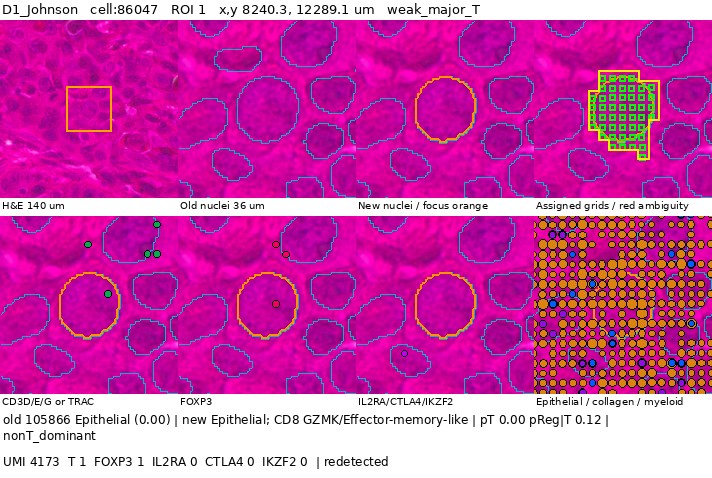 D1_Johnson   cell:86047   ROI 1   x,y 8240.3, 12289.1 um   weak_major_T
H&E 140 um
Old nuclei 36 um
New nuclei / focus orange
Assigned grids / red ambiguity
CD3D/E/G or TRAC
FOXP3
IL2RA/CTLA4/IKZF2
Epithelial / collagen / myeloid
old 105866 Epithelial (0.00) | new Epithelial; CD8 GZMK/Effector-memory-like | pT 0.00 pReg|T 0.12 |
nonT_dominant
UMI 4173  T 1  FOXP3 1  IL2RA 0  CTLA4 0  IKZF2 0  | redetected